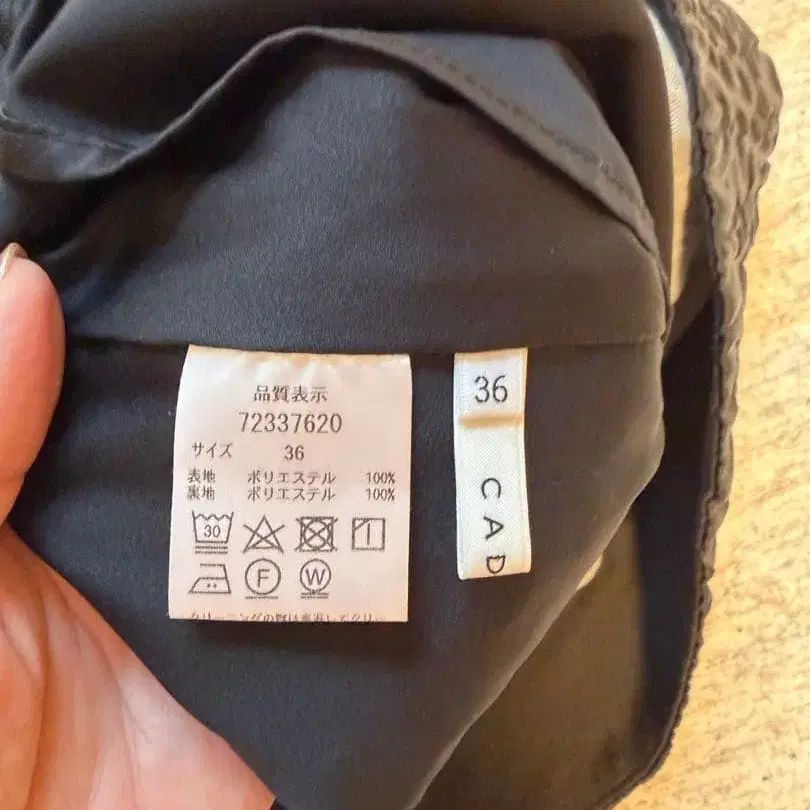 品質表示
72337620
サイズ 36
表地 ポリエステル 100%
裏地 ポリエステル 100%
30
F W
36
CAD